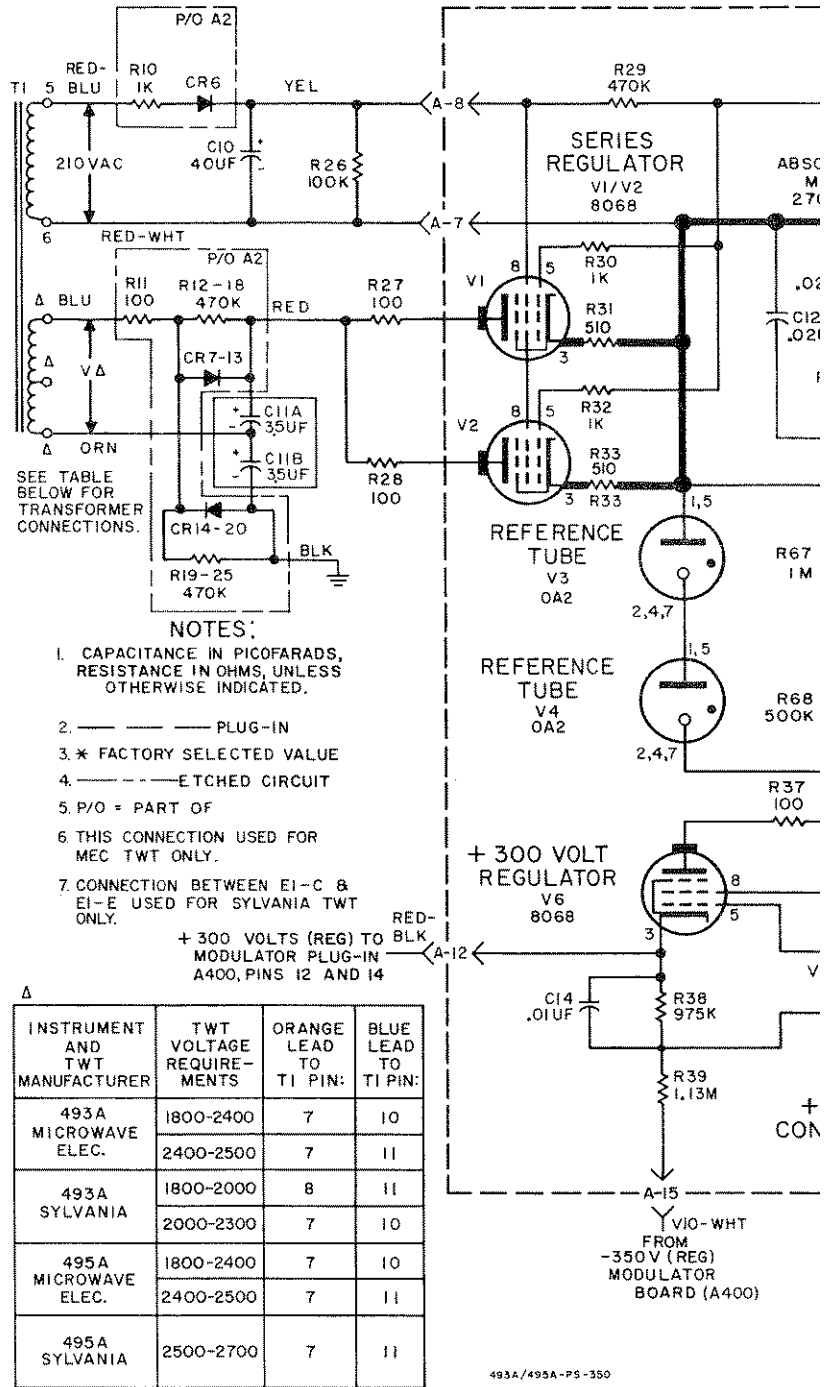 P/O A2
T1
5
RED-
BLU
R10
1K
CR6
YEL
A-8
R29
470K
210VAC
C10
40UF
+
-
R26
100K
SERIES
REGULATOR
V1/V2
8068
6
RED-WHT
A-7
P/O A2
Δ BLU
R11
100
R12-18
470K
RED
R27
100
V1
8
5
R30
1K
R31
510
3
C12
Δ
VΔ
CR7-13
+
-
C11A
35UF
+
-
C11B
35UF
V2
8
5
R32
1K
R33
510
R33
3
Δ
ORN
R28
100
SEE TABLE
BELOW FOR
TRANSFORMER
CONNECTIONS.
CR14-20
BLK
R19-25
470K
1,5
REFERENCE
TUBE
V3
OA2
2,4,7
R67
1M
1,5
REFERENCE
TUBE
V4
OA2
2,4,7
R68
500K
NOTES:
1. CAPACITANCE IN PICOFARADS,
RESISTANCE IN OHMS, UNLESS
OTHERWISE INDICATED.
2. — — — PLUG-IN
3. * FACTORY SELECTED VALUE
4. — - — ETCHED CIRCUIT
5. P/O = PART OF
6. THIS CONNECTION USED FOR
MEC TWT ONLY.
7. CONNECTION BETWEEN E1-C &
E1-E USED FOR SYLVANIA TWT
ONLY.
R37
100
+300 VOLT
REGULATOR
V6
8068
8
5
3
RED-
BLK
+300 VOLTS (REG) TO
MODULATOR PLUG-IN
A400, PINS 12 AND 14
A-12
C14
.01UF
R38
975K
R39
1.13M
A-15
V10-WHT
FROM
-350V (REG)
MODULATOR
BOARD (A400)
Δ
INSTRUMENT AND TWT MANUFACTURER TWT VOLTAGE REQUIRE-MENTS ORANGE LEAD TO T1 PIN: BLUE LEAD TO T1 PIN:
493A MICROWAVE ELEC. 1800-2400 7 10
2400-2500 7 11
493A SYLVANIA 1800-2000 8 11
2000-2300 7 10
495A MICROWAVE ELEC. 1800-2400 7 10
2400-2500 7 11
495A SYLVANIA 2500-2700 7 11
493A/495A-PS-350